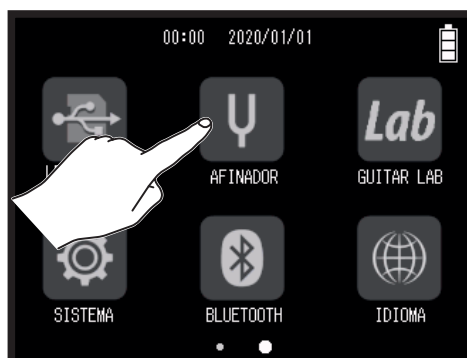 00:00 2020/01/01
Lab
AFINADOR GUITAR LAB
SISTEMA BLUETOOTH IDIOMA